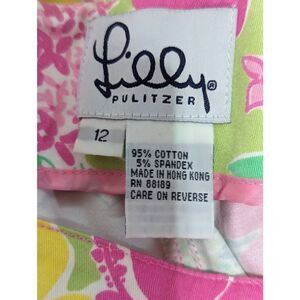 Lilly®
PULITZER
12
95% COTTON
5% SPANDEX
MADE IN HONG KONG
RN 88189
CARE ON REVERSE